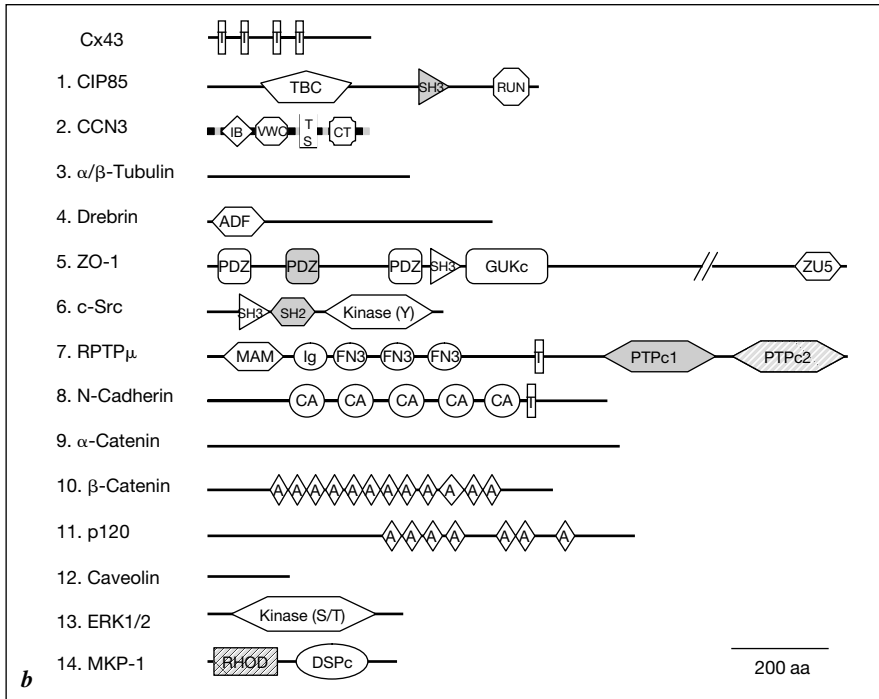 Cx43 T T T T
1. CIP85 TBC SH3 RUN
2. CCN3 IB VWC TS CT
3. α/β-Tubulin
4. Drebrin ADF
5. ZO-1 PDZ PDZ PDZ SH3 GUKc ZU5
6. c-Src SH3 SH2 Kinase (Y)
7. RPTPμ MAM Ig FN3 FN3 FN3 T PTPc1 PTPc2
8. N-Cadherin CA CA CA CA CA T
9. α-Catenin
10. β-Catenin A A A A A A A A A A A A
11. p120 A A A A A A A
12. Caveolin
13. ERK1/2 Kinase (S/T)
14. MKP-1 RHOD DSPc
200 aa
b